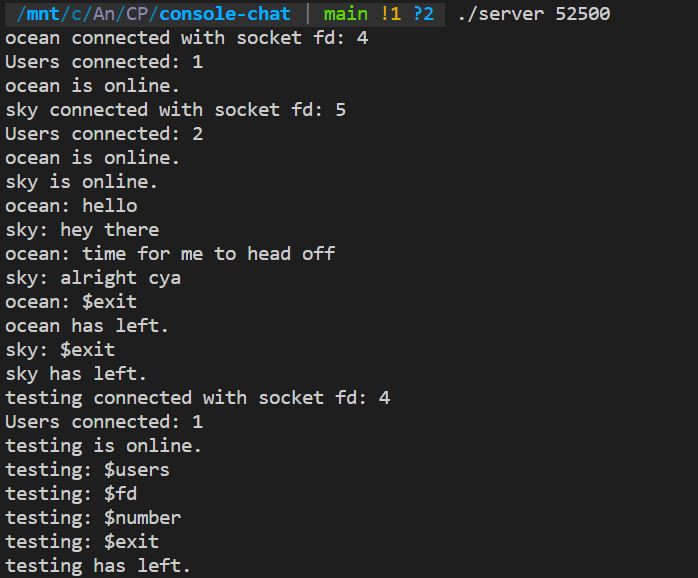 /mnt/c/An/CP/console-chat | main !1 ?2 ./server 52500
ocean connected with socket fd: 4
Users connected: 1
ocean is online.
sky connected with socket fd: 5
Users connected: 2
ocean is online.
sky is online.
ocean: hello
sky: hey there
ocean: time for me to head off
sky: alright cya
ocean: $exit
ocean has left.
sky: $exit
sky has left.
testing connected with socket fd: 4
Users connected: 1
testing is online.
testing: $users
testing: $fd
testing: $number
testing: $exit
testing has left.